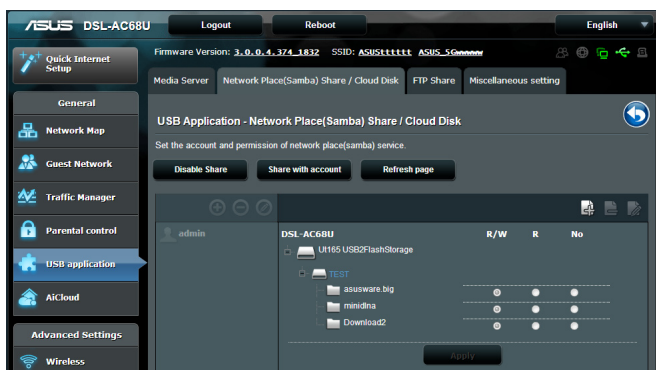 ASUS DSL-AC68U Logout Reboot English
Quick Internet Setup
Firmware Version: 3.0.0.4.374_1832 SSID: ASUStttttt ASUS_5Gnnnnnr
Media Server Network Place(Samba) Share / Cloud Disk FTP Share Miscellaneous setting
General
Network Map
Guest Network
Traffic Manager
Parental control
USB application
AiCloud
Advanced Settings
Wireless
USB Application - Network Place(Samba) Share / Cloud Disk
Set the account and permission of network place(samba) service.
Disable Share Share with account Refresh page
admin
DSL-AC68U R/W R No
UI165 USB2FlashStorage
TEST
asusware.big
minidlna
Download2
Apply